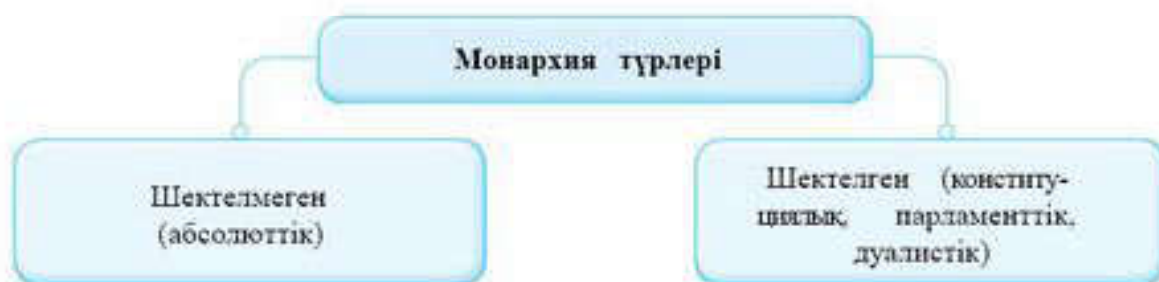 Монархия түрлері
Шектелмеген
(абсолюттік)
Шектелген (конститу-
циялық, парламенттік,
дуалистік)